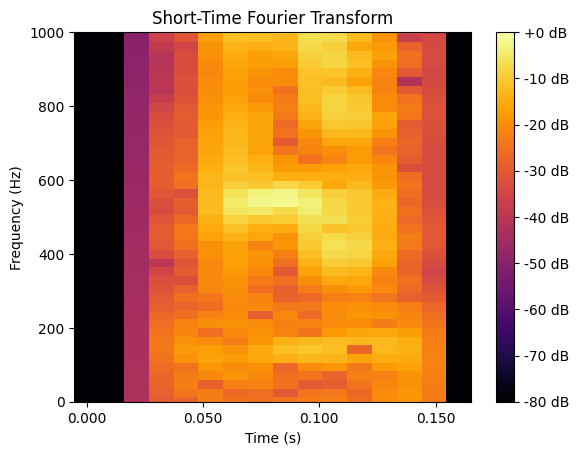 Short-Time Fourier Transform
1000
800
600
400
200
0
Frequency (Hz)
0.000
0.050
0.100
0.150
Time (s)
+0 dB
-10 dB
-20 dB
-30 dB
-40 dB
-50 dB
-60 dB
-70 dB
-80 dB